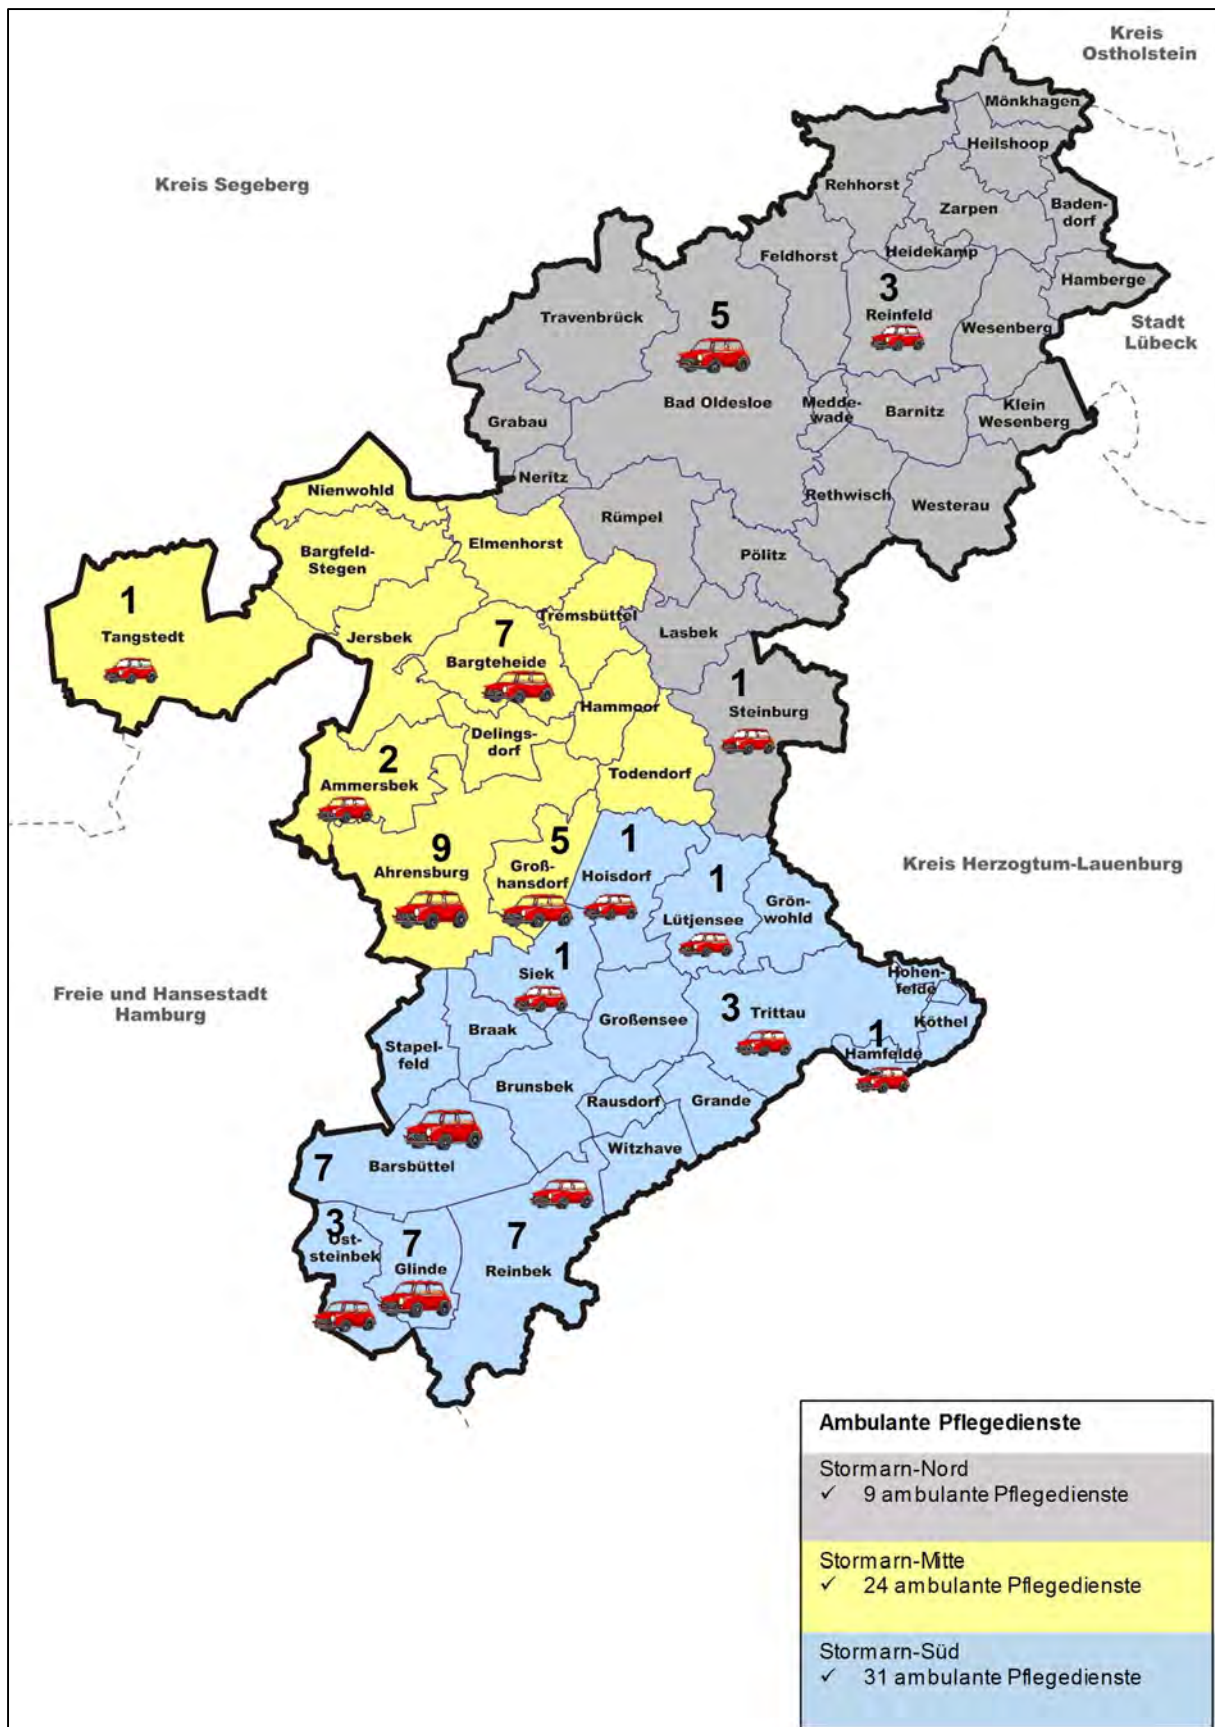 Kreis
Ostholstein
Mönkhagen
Heilshoop
Kreis Segeberg
Rehhorst
Zarpen
Baden-
dorf
Feldhorst
Heidekamp
Hamberge
3
Reinfeld
Travenbrück
5
Wesenberg
Stadt
Lübeck
Bad Oldesloe
Medde-
wade
Barnitz
Klein
Wesenberg
Grabau
Neritz
Nienwohld
Rethwisch
Westerau
Rümpel
Elmenhorst
Bargfeld-
Stegen
Pölitz
1
Tangstedt
Tremsbüttel
Jersbek
Lasbek
7
Bargteheide
1
Steinburg
Hammoor
Delings-
dorf
2
Ammersbek
Todendorf
9
Ahrensburg
5
Groß-
hansdorf
1
Hoisdorf
1
Lütjensee
Grön-
wohld
Kreis Herzogtum-Lauenburg
Siek
1
Hohen-
felde
Freie und Hansestadt
Hamburg
3
Trittau
Großensee
Köthel
Braak
1
Hamfelde
Stapel-
feld
Brunsbek
Rausdorf
Grande
Witzhave
7
Barsbüttel
3
Ost-
steinbek
7
Glinde
7
Reinbek
Ambulante Pflegedienste
Stormarn-Nord
✓ 9 ambulante Pflegedienste
Stormarn-Mitte
✓ 24 ambulante Pflegedienste
Stormarn-Süd
✓ 31 ambulante Pflegedienste